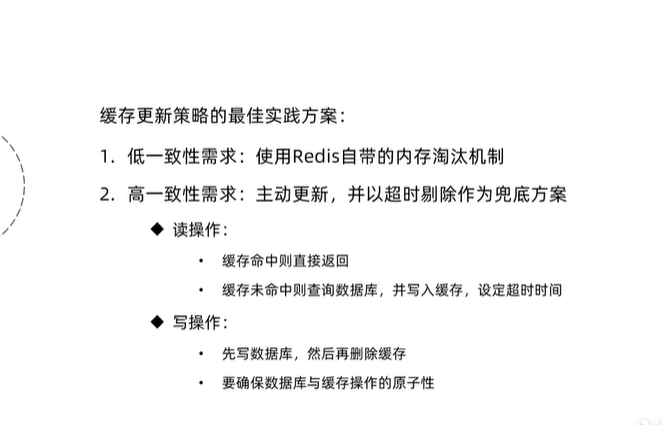 缓存更新策略的最佳实践方案：
1. 低一致性需求：使用Redis自带的内存淘汰机制
2. 高一致性需求：主动更新，并以超时剔除作为兜底方案
◆ 读操作：
• 缓存命中则直接返回
• 缓存未命中则查询数据库，并写入缓存，设定超时时间
◆ 写操作：
• 先写数据库，然后再删除缓存
• 要确保数据库与缓存操作的原子性